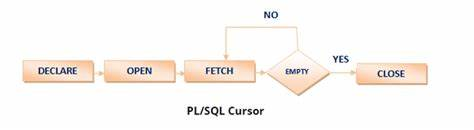 NO
DECLARE
OPEN
FETCH
EMPTY
YES
CLOSE
PL/SQL Cursor